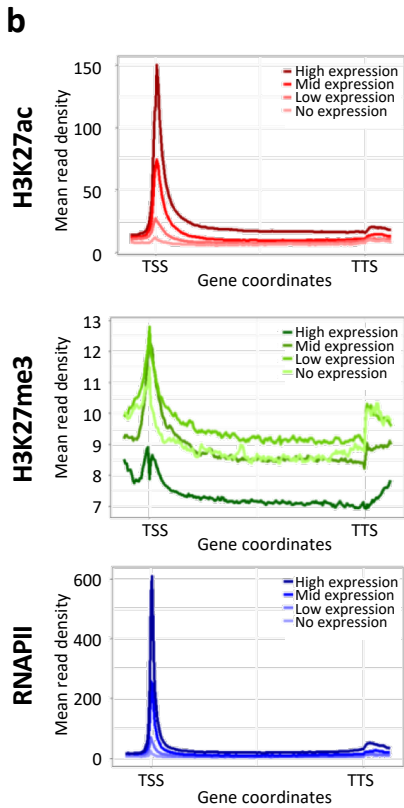 b
H3K27ac
Mean read density
150
100
50
0
High expression
Mid expression
Low expression
No expression
TSS
TTS
Gene coordinates
H3K27me3
Mean read density
13
12
11
10
9
8
7
High expression
Mid expression
Low expression
No expression
TSS
TTS
Gene coordinates
RNAPII
Mean read density
600
400
200
0
High expression
Mid expression
Low expression
No expression
TSS
TTS
Gene coordinates